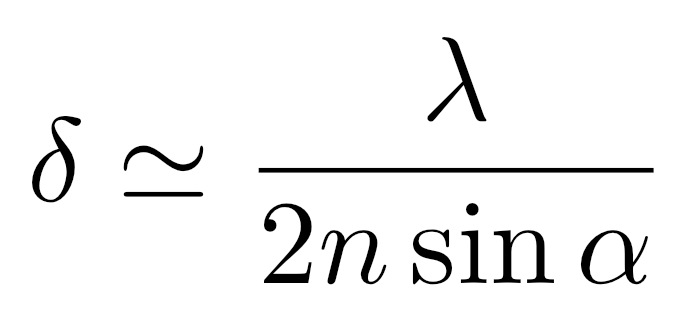 δ ≃ λ / 2n sin α